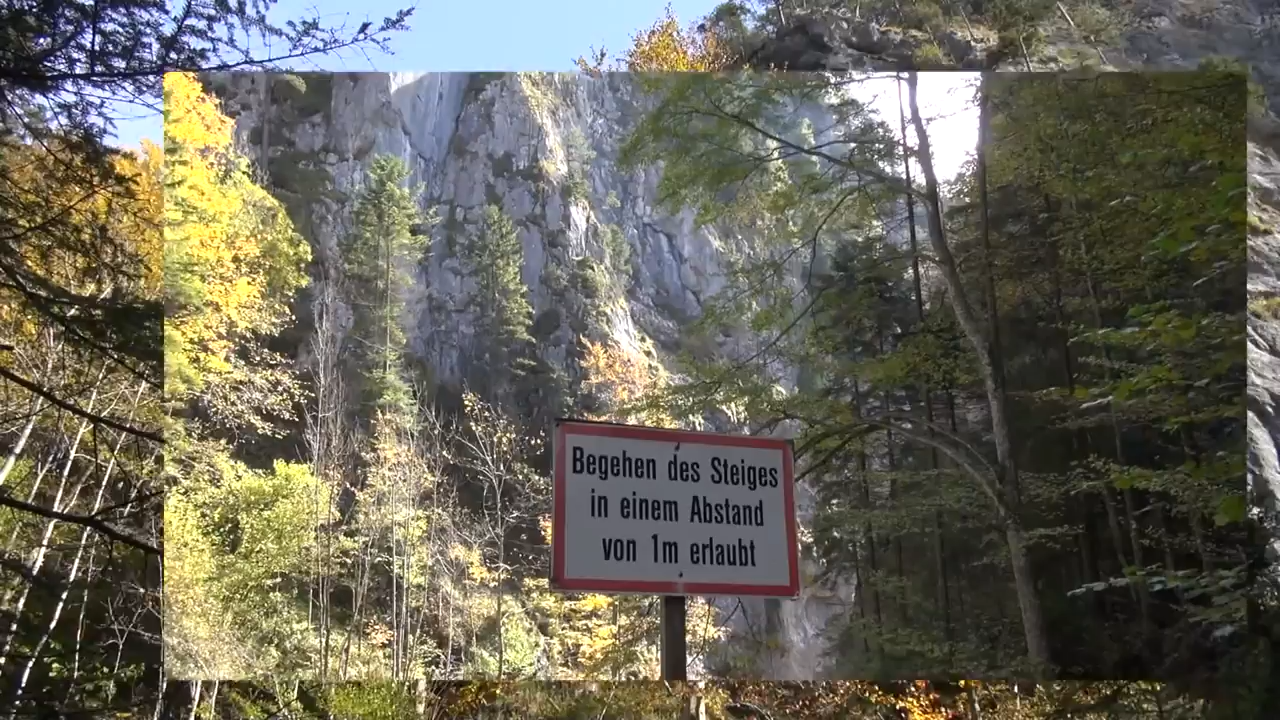 Begehen des Steiges
in einem Abstand
von 1m erlaubt